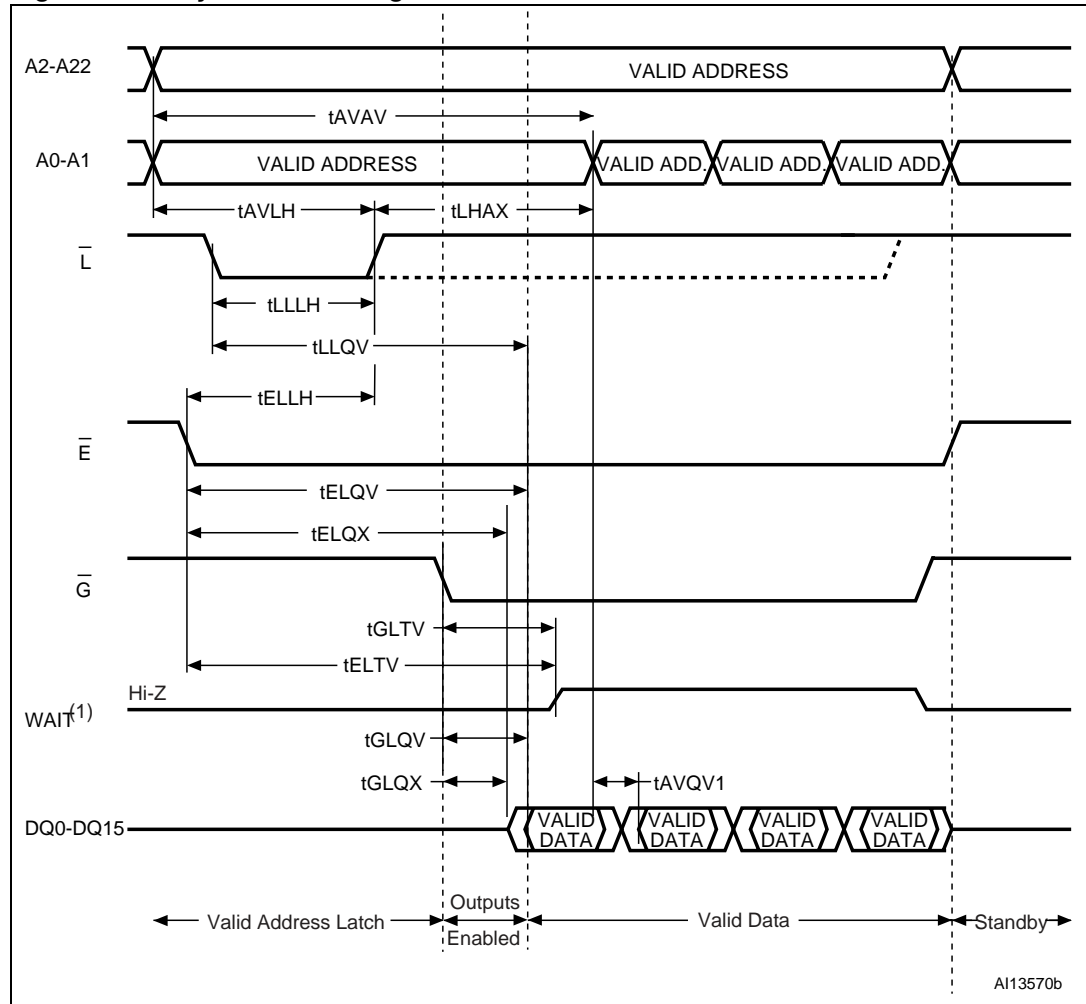 A2-A22
VALID ADDRESS
tAVAV
A0-A1
VALID ADDRESS
VALID ADD.
VALID ADD.
VALID ADD.
tAVLH
tLHAX
L
tLLLH
tLLQV
tELLH
E
tELQV
tELQX
G
tGLTV
tELTV
Hi-Z
WAIT(1)
tGLQV
tGLQX
tAVQV1
DQ0-DQ15
VALID
DATA
VALID
DATA
VALID
DATA
VALID
DATA
Valid Address Latch
Outputs
Enabled
Valid Data
Standby
AI13570b